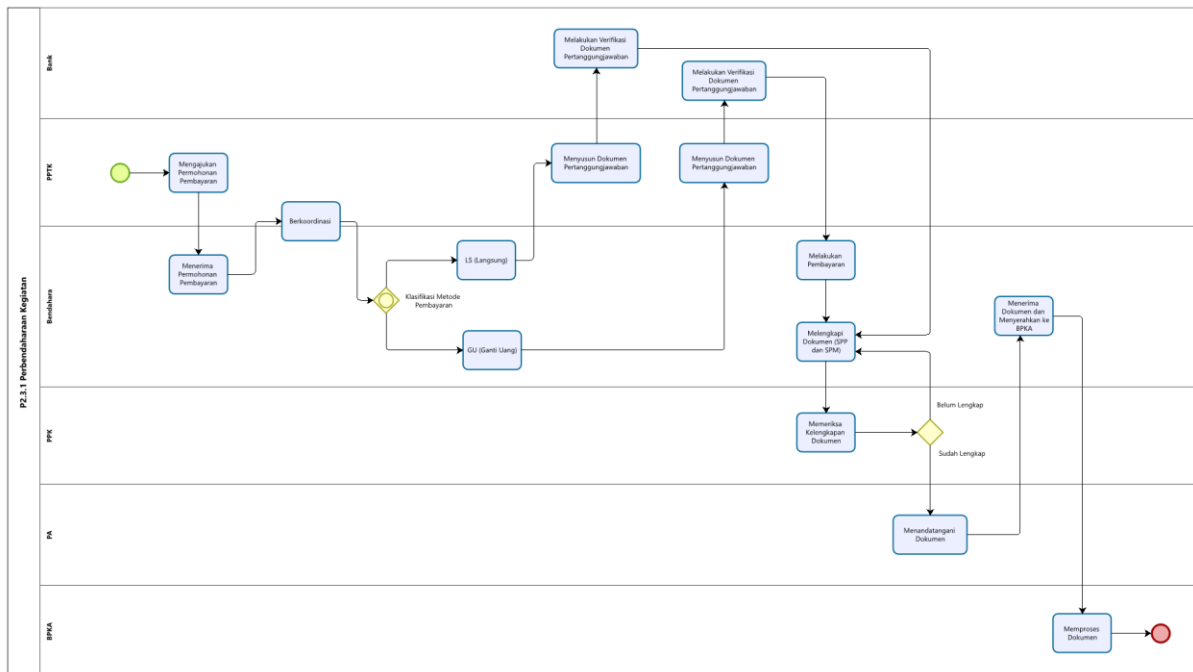 P2.3.1 Perbendaharaan Kegiatan
Bank
Melakukan Verifikasi
Dokumen
Pertanggungjawaban
Melakukan Verifikasi
Dokumen
Pertanggungjawaban
PPTK
Mengajukan
Permohonan
Pembayaran
Menyusun Dokumen
Pertanggungjawaban
Menyusun Dokumen
Pertanggungjawaban
Berkoordinasi
Bendahara
Menerima
Permohonan
Pembayaran
LS (Langsung)
Klasifikasi Metode
Pembayaran
GU (Ganti Uang)
Melakukan
Pembayaran
Melengkapi
Dokumen (SPP
dan SPM)
Menerima
Dokumen dan
Menyerahkan ke
BPKA
PPK
Memeriksa
Kelengkapan
Dokumen
Belum Lengkap
Sudah Lengkap
PA
Menandatangani
Dokumen
BPKA
Memproses
Dokumen